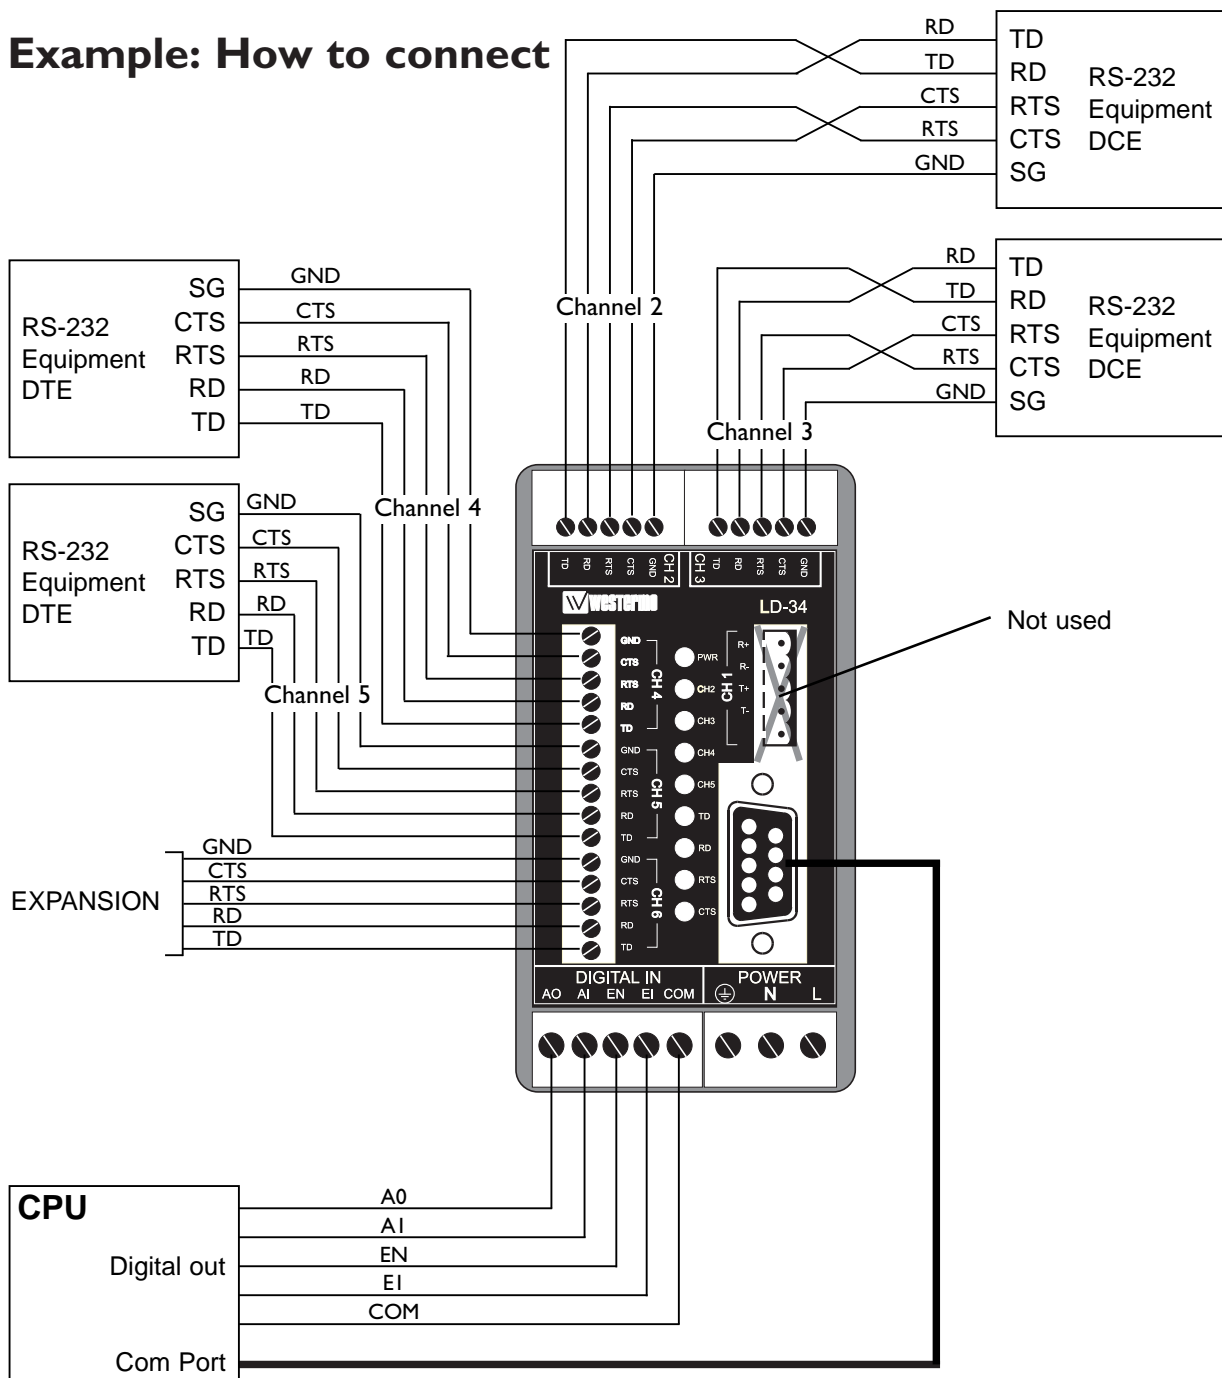 Example: How to connect
RD
TD
CTS
RTS
GND
TD
RD
RTS
CTS
SG
RS-232
Equipment
DCE
RD
TD
CTS
RTS
GND
TD
RD
RTS
CTS
SG
RS-232
Equipment
DCE
Channel 2
Channel 3
RS-232
Equipment
DTE
SG
CTS
RTS
RD
TD
GND
CTS
RTS
RD
TD
Channel 4
RS-232
Equipment
DTE
SG
CTS
RTS
RD
TD
GND
CTS
RTS
RD
TD
Channel 5
TD RD RTS CTS GND CH 2
CH 3 TD RD RTS CTS GND
Westermo
LD-34
Not used
GND
CTS
RTS
RD
TD
CH 4
GND
CTS
RTS
RD
TD
CH 5
GND
CTS
RTS
RD
TD
CH 6
PWR
CH2
CH3
CH4
CH5
TD
RD
RTS
CTS
CH 1
R+
R-
T+
T-
EXPANSION
GND
CTS
RTS
RD
TD
DIGITAL IN
AO AI EN EI COM
POWER
N L
CPU
Digital out
Com Port
A0
A1
EN
E1
COM